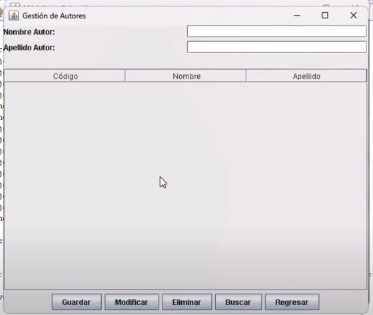 Gestión de Autores
Nombre Autor:
Apellido Autor:
Código Nombre Apellido
Guardar Modificar Eliminar Buscar Regresar